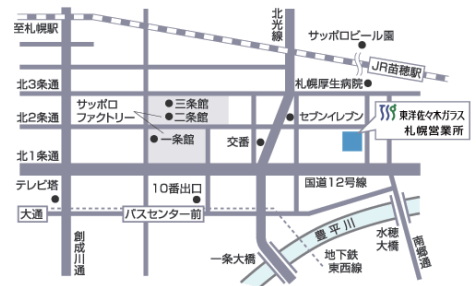 至札幌駅
北光線
サッポロビール園
JR苗穂駅
北3条通
札幌厚生病院
サッポロ
ファクトリー
三条館
二条館
一条館
北2条通
セブンイレブン
TSG 東洋佐々木ガラス
札幌営業所
交番
北1条通
テレビ塔
10番出口
国道12号線
大通
バスセンター前
創成川通
一条大橋
豊平川
地下鉄
東西線
水穂
大橋
南郷通